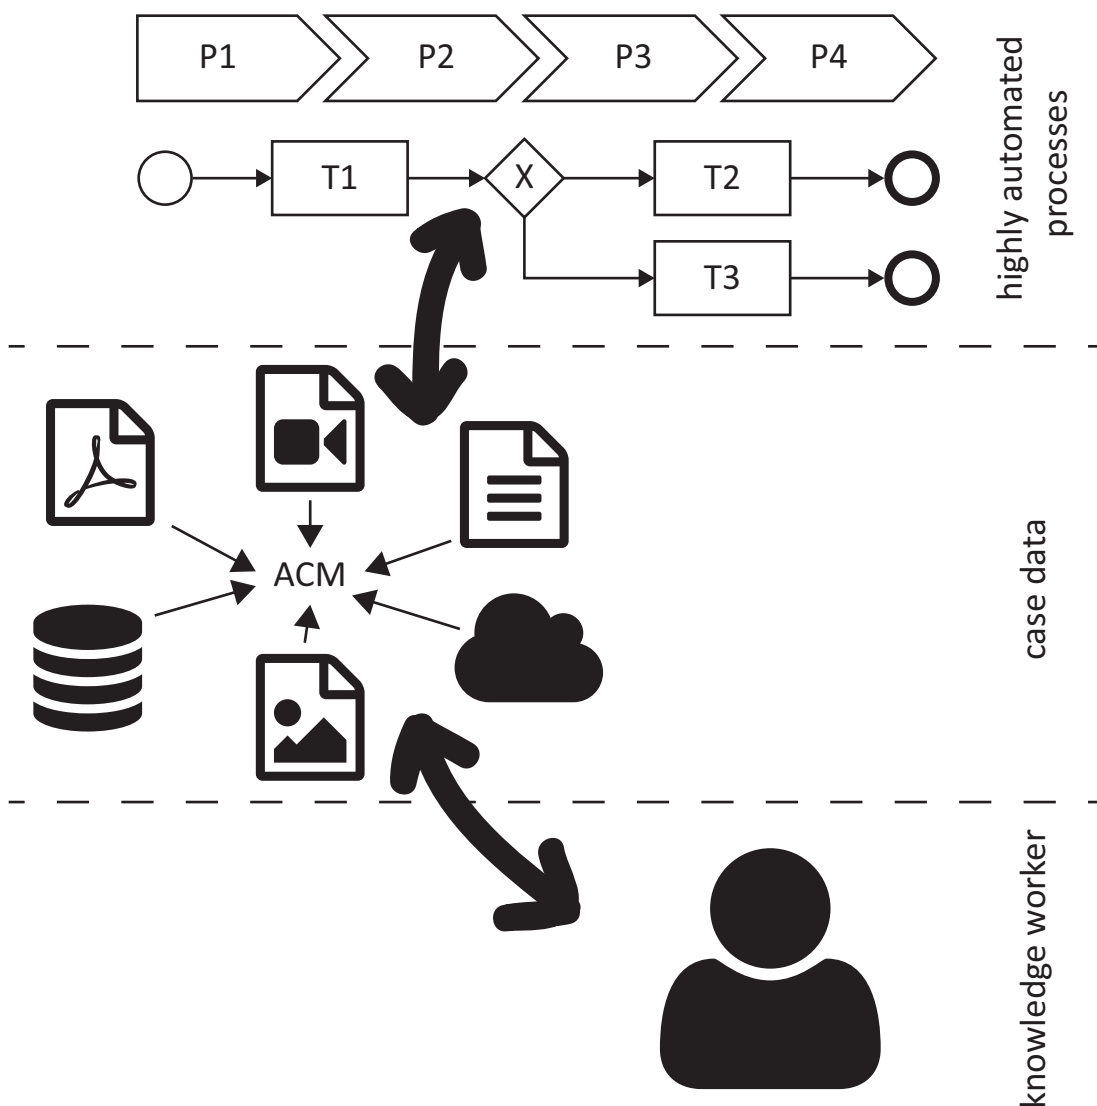 P1
P2
P3
P4
T1
X
T2
T3
highly automated
processes
ACM
case data
knowledge worker